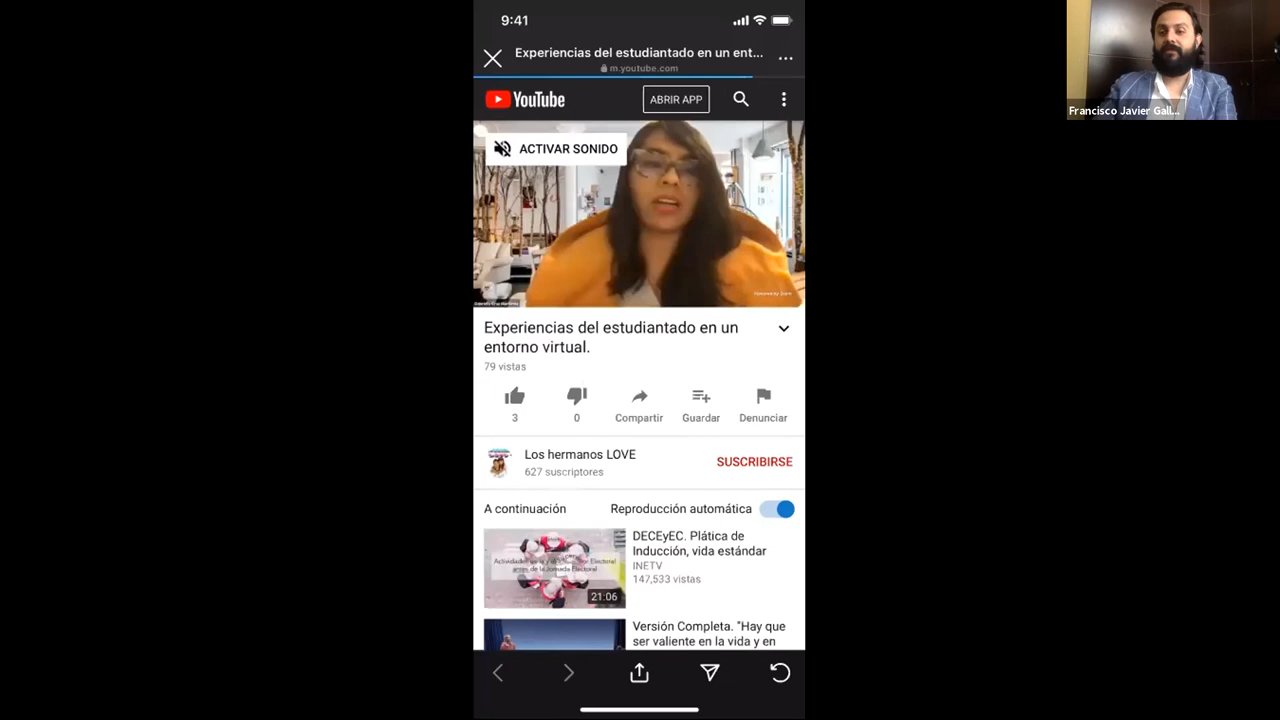 9:41
Experiencias del estudiantado en un ent...
m.youtube.com
YouTube
ABRIR APP
ACTIVAR SONIDO
Experiencias del estudiantado en un
entorno virtual.
79 vistas
3
0
Compartir
Guardar
Denunciar
Los hermanos LOVE
627 suscriptores
SUSCRIBIRSE
A continuación
Reproducción automática
DECEyEC. Plática de
Inducción, vida estándar
INETV
147,533 vistas
21:06
Versión Completa. "Hay que
ser valiente en la vida y en
Francisco Javier Gall...